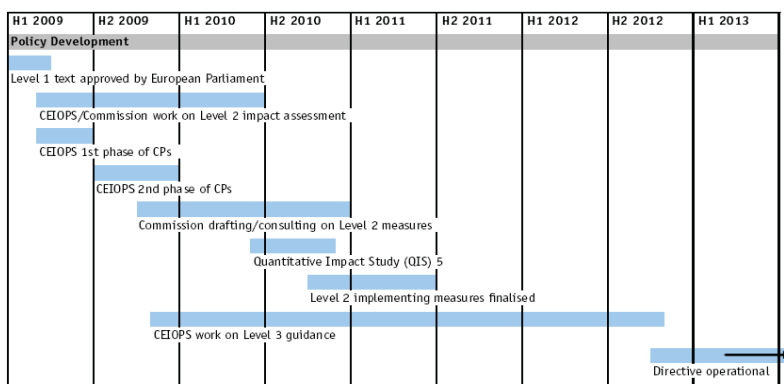 H1 2009 H2 2009 H1 2010 H2 2010 H1 2011 H2 2011 H1 2012 H2 2012 H1 2013
Policy Development
Level 1 text approved by European Parliament
CEIOPS/Commission work on Level 2 impact assessment
CEIOPS 1st phase of CPs
CEIOPS 2nd phase of CPs
Commission drafting/consulting on Level 2 measures
Quantitative Impact Study (QIS) 5
Level 2 implementing measures finalised
CEIOPS work on Level 3 guidance
Directive operational